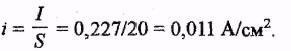 i = I/S = 0,227/20 = 0,011 А/см².